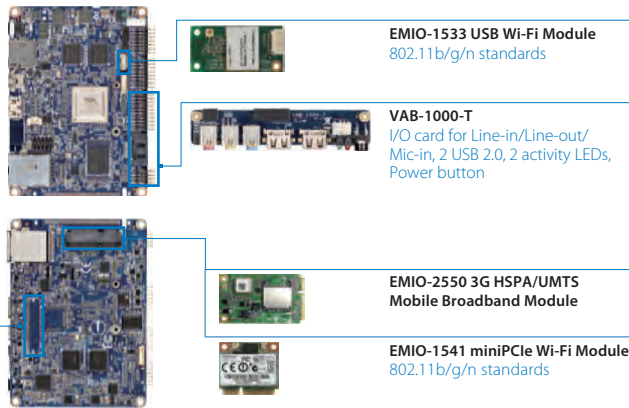 EMIO-1533 USB Wi-Fi Module
802.11b/g/n standards
VAB-1000-T
I/O card for Line-in/Line-out/
Mic-in, 2 USB 2.0, 2 activity LEDs,
Power button
EMIO-2550 3G HSPA/UMTS
Mobile Broadband Module
EMIO-1541 miniPCIe Wi-Fi Module
802.11b/g/n standards